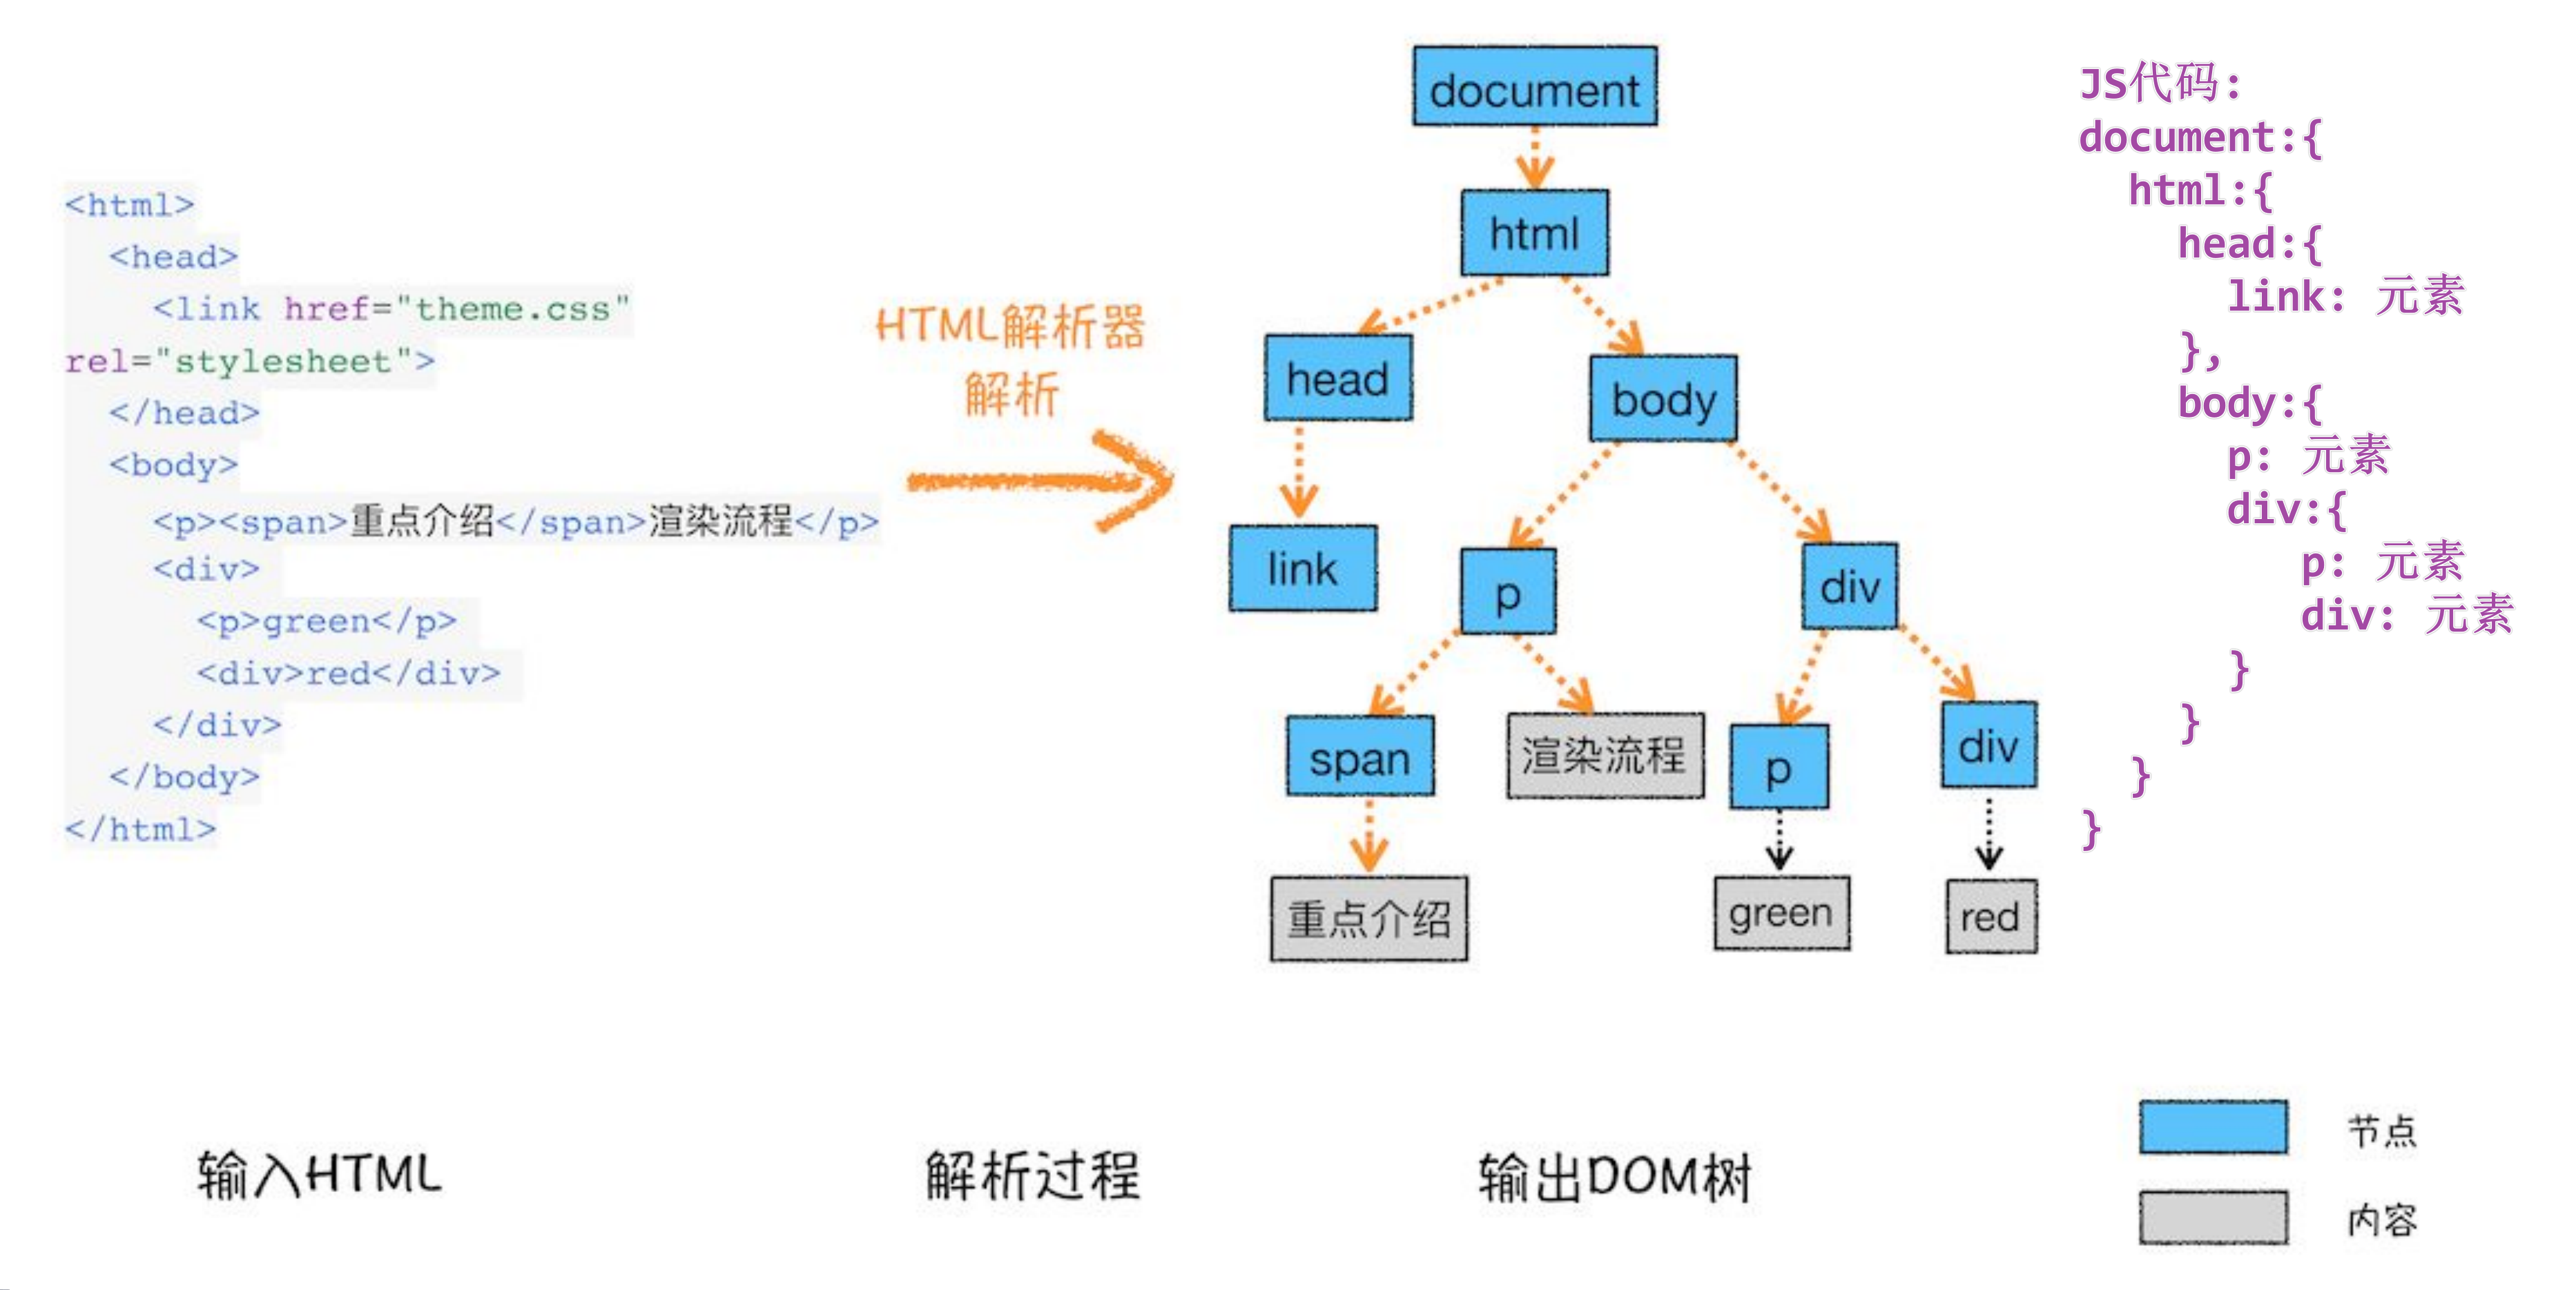 <html>
<head>
<link href="theme.css"
rel="stylesheet">
</head>
<body>
<p><span>重点介绍</span>渲染流程</p>
<div>
<p>green</p>
<div>red</div>
</div>
</body>
</html>
HTML解析器
解析
document
html
head
body
link
p
div
span
渲染流程
p
div
重点介绍
green
red
JS代码:
document:{
html:{
head:{
link: 元素
},
body:{
p: 元素
div:{
p: 元素
div: 元素
}
}
}
}
输入HTML
解析过程
输出DOM树
节点
内容